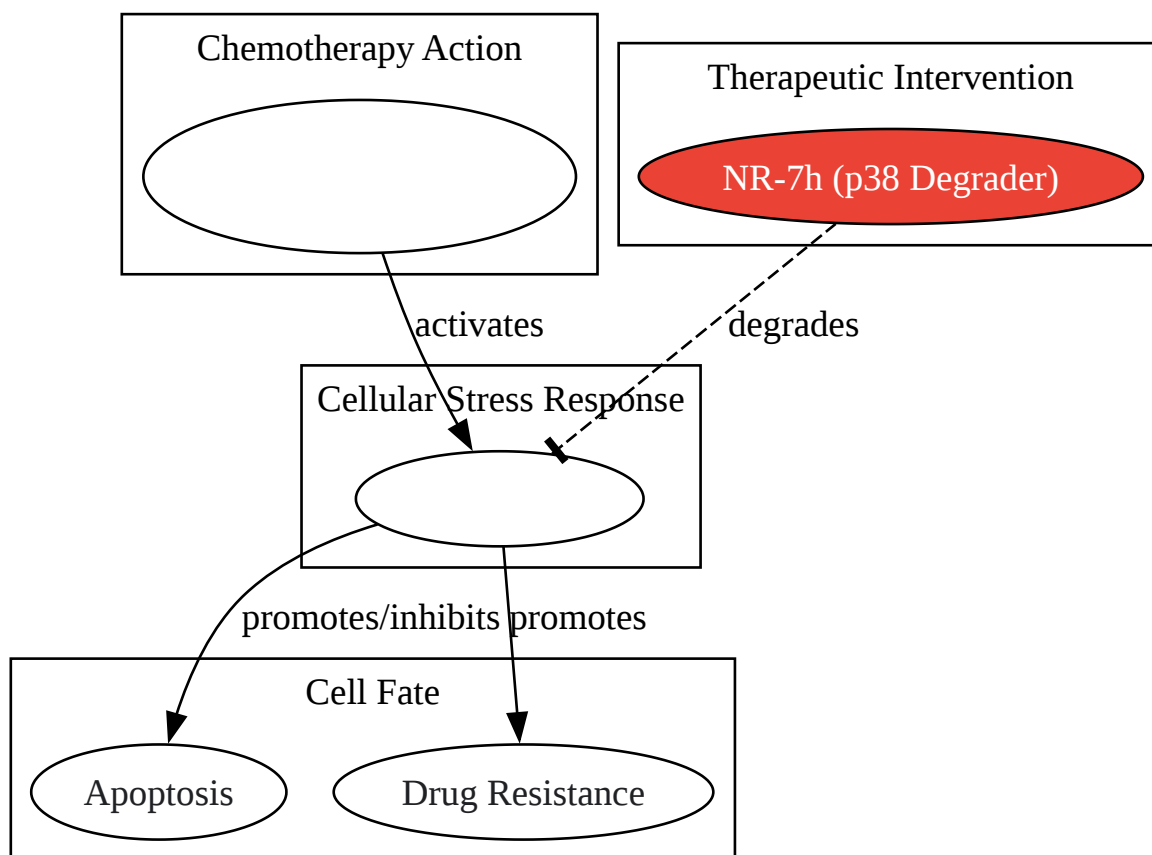 Chemotherapy Action
Therapeutic Intervention
NR-7h (p38 Degrader)
activates
degrades
Cellular Stress Response
promotes/inhibits
promotes
Cell Fate
Apoptosis
Drug Resistance